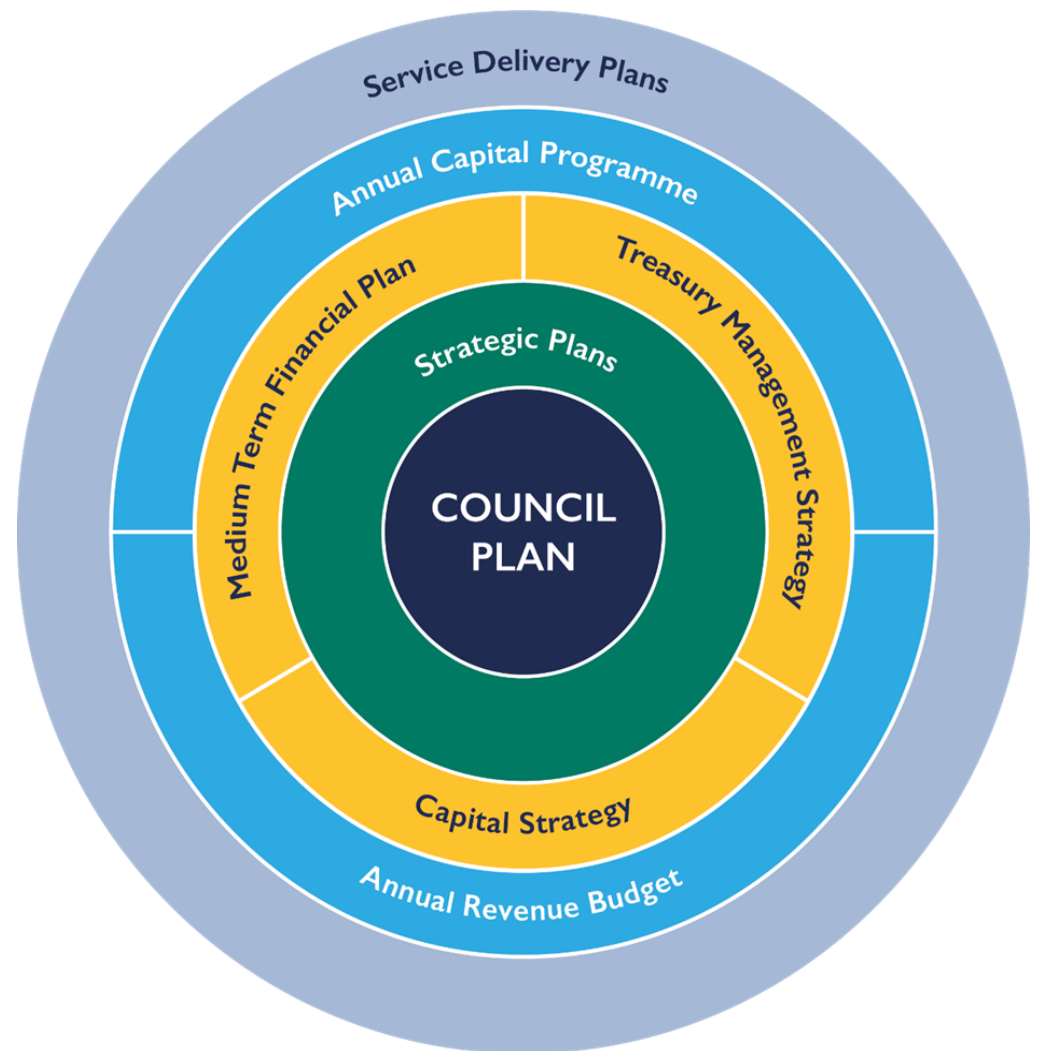 Service Delivery Plans
Annual Capital Programme
Medium Term Financial Plan
Treasury Management Strategy
Strategic Plans
COUNCIL
PLAN
Capital Strategy
Annual Revenue Budget